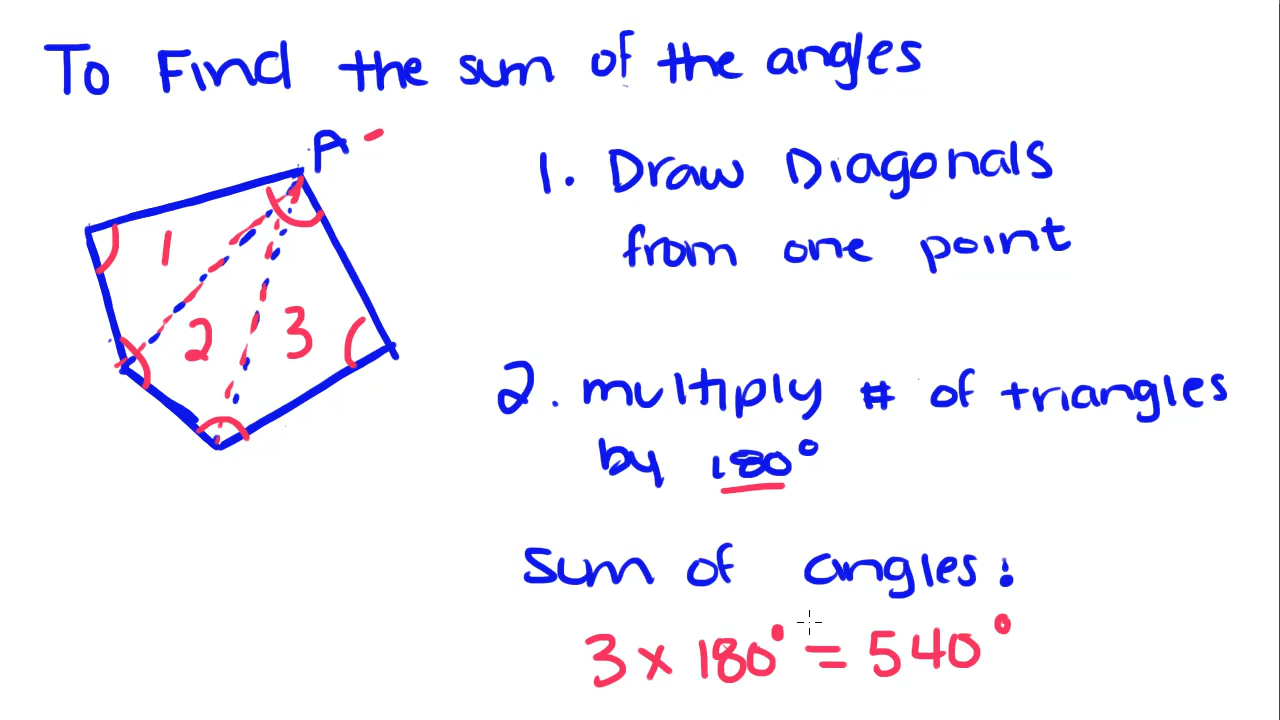 To Find the sum of the angles
A
1. Draw Diagonals
from one point
1
2
3
2. multiply # of triangles
by 180°
Sum of angles:
3 x 180° = 540°